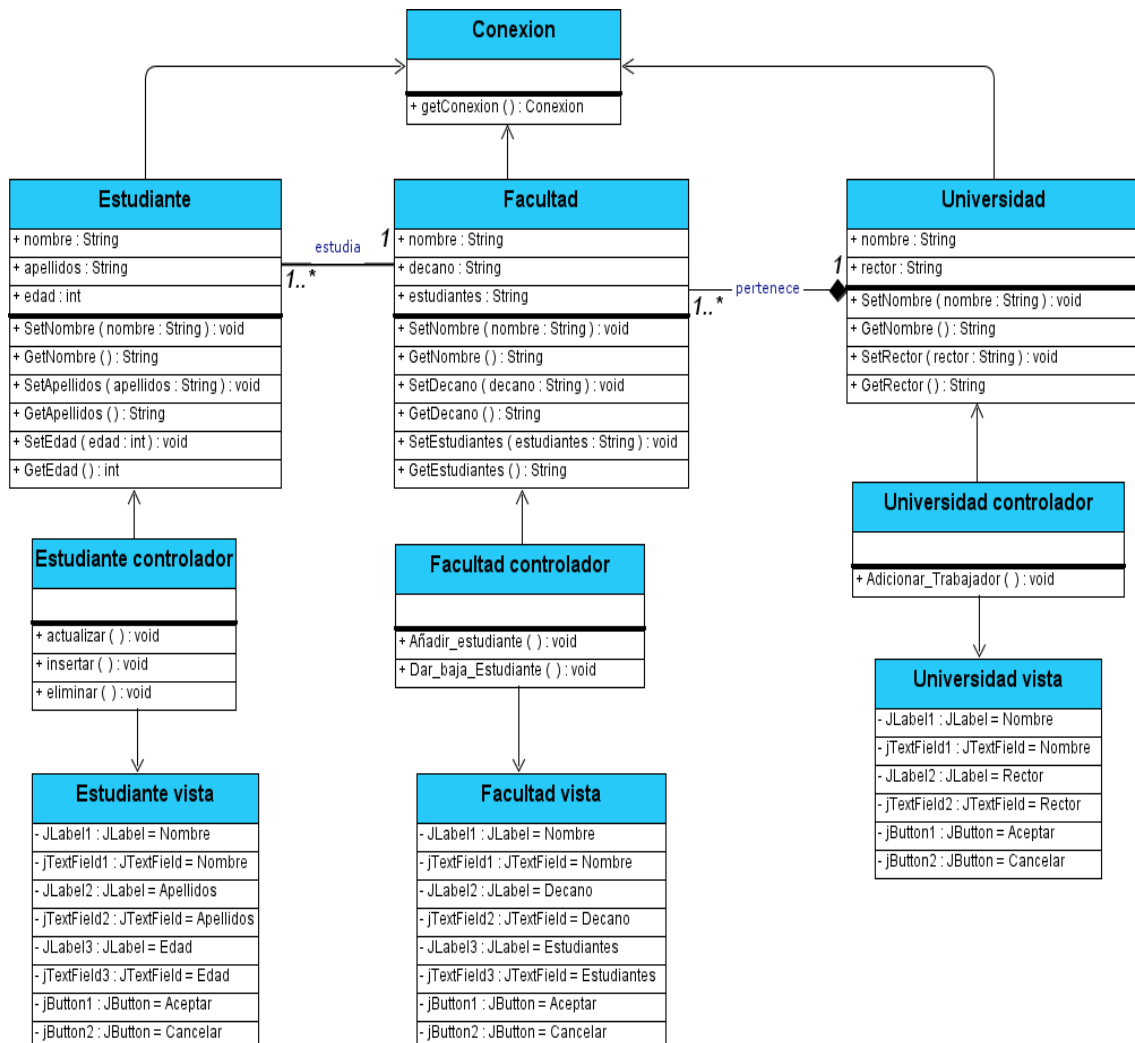 Conexion
+ getConexion ( ) : Conexion
Estudiante
+ nombre : String
+ apellidos : String
+ edad : int
+ SetNombre ( nombre : String ) : void
+ GetNombre ( ) : String
+ SetApellidos ( apellidos : String ) : void
+ GetApellidos ( ) : String
+ SetEdad ( edad : int ) : void
+ GetEdad ( ) : int
estudia
1
1..*
Facultad
+ nombre : String
+ decano : String
+ estudiantes : String
+ SetNombre ( nombre : String ) : void
+ GetNombre ( ) : String
+ SetDecano ( decano : String ) : void
+ GetDecano ( ) : String
+ SetEstudiantes ( estudiantes : String ) : void
+ GetEstudiantes ( ) : String
pertenece
1
1..*
Universidad
+ nombre : String
+ rector : String
+ SetNombre ( nombre : String ) : void
+ GetNombre ( ) : String
+ SetRector ( rector : String ) : void
+ GetRector ( ) : String
Estudiante controlador
+ actualizar ( ) : void
+ insertar ( ) : void
+ eliminar ( ) : void
Facultad controlador
+ Añadir_estudiante ( ) : void
+ Dar_baja_Estudiante ( ) : void
Universidad controlador
+ Adicionar_Trabajador ( ) : void
Estudiante vista
- JLabel1 : JLabel = Nombre
- jTextField1 : JTextField = Nombre
- JLabel2 : JLabel = Apellidos
- jTextField2 : JTextField = Apellidos
- JLabel3 : JLabel = Edad
- jTextField3 : JTextField = Edad
- jButton1 : JButton = Aceptar
- jButton2 : JButton = Cancelar
Facultad vista
- JLabel1 : JLabel = Nombre
- jTextField1 : JTextField = Nombre
- JLabel2 : JLabel = Decano
- jTextField2 : JTextField = Decano
- JLabel3 : JLabel = Estudiantes
- jTextField3 : JTextField = Estudiantes
- jButton1 : JButton = Aceptar
- jButton2 : JButton = Cancelar
Universidad vista
- JLabel1 : JLabel = Nombre
- jTextField1 : JTextField = Nombre
- JLabel2 : JLabel = Rector
- jTextField2 : JTextField = Rector
- jButton1 : JButton = Aceptar
- jButton2 : JButton = Cancelar